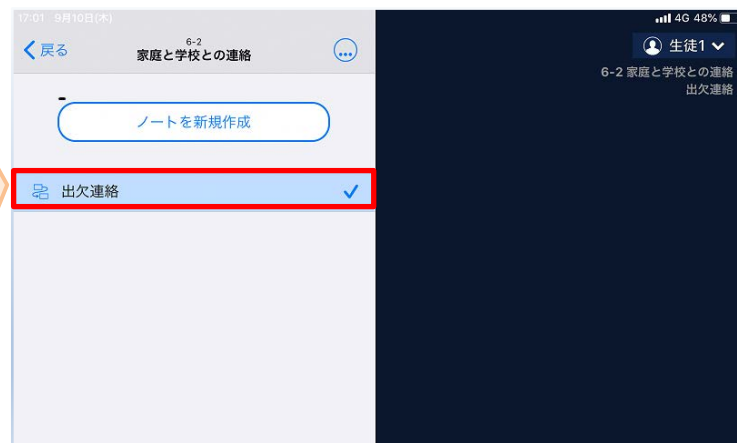 17:01 9月10日(木)
4G 48%
戻る
6-2
家庭と学校との連絡
生徒1
6-2 家庭と学校との連絡
出欠連絡
ノートを新規作成
出欠連絡